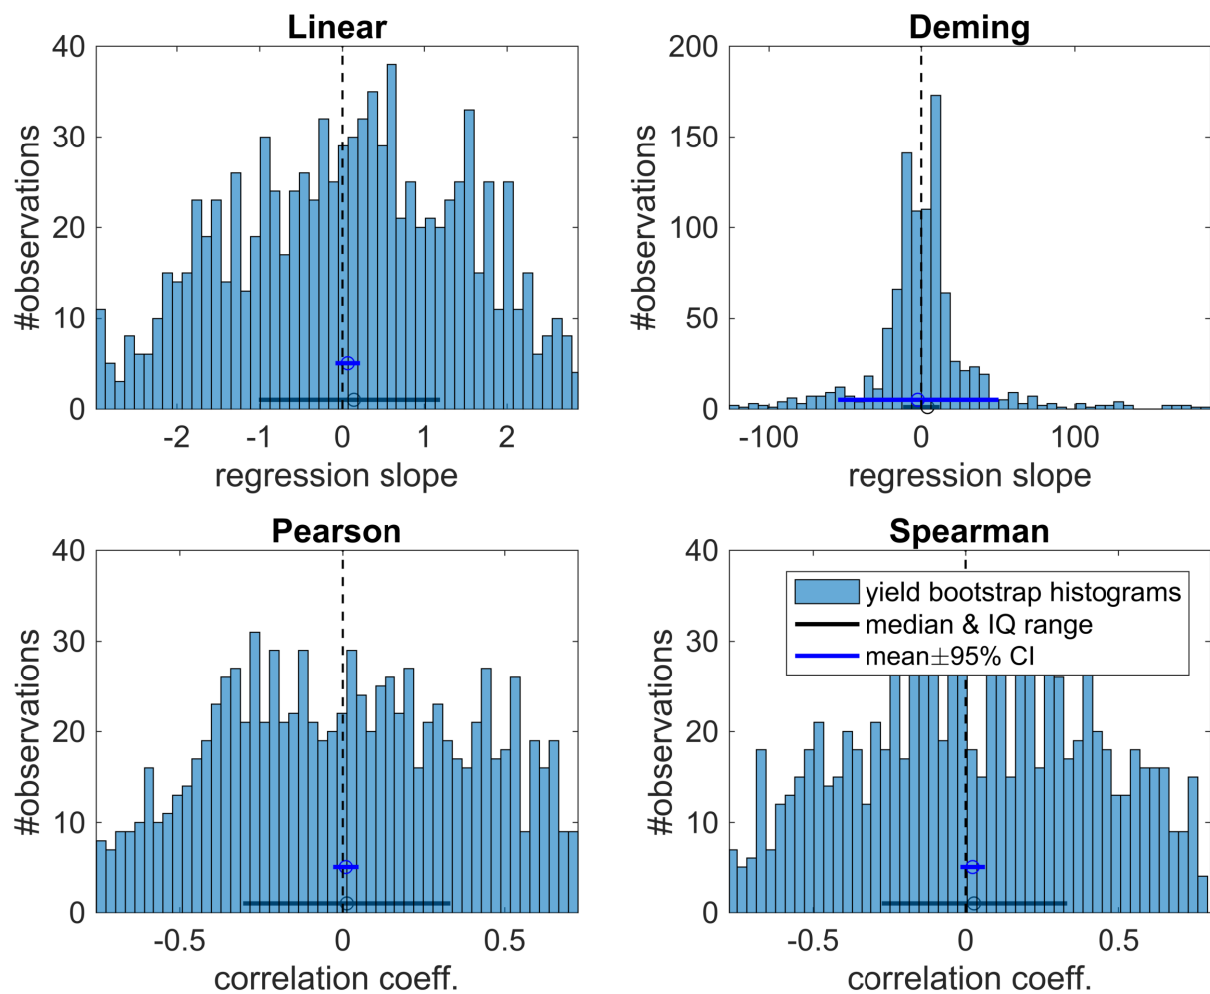 Linear
40
30
20
10
0
#observations
-2
-1
0
1
2
regression slope
Deming
200
150
100
50
0
#observations
-100
0
100
regression slope
Pearson
40
30
20
10
0
#observations
-0.5
0
0.5
correlation coeff.
Spearman
40
30
20
10
0
#observations
yield bootstrap histograms
median & IQ range
mean±95% CI
-0.5
0
0.5
correlation coeff.